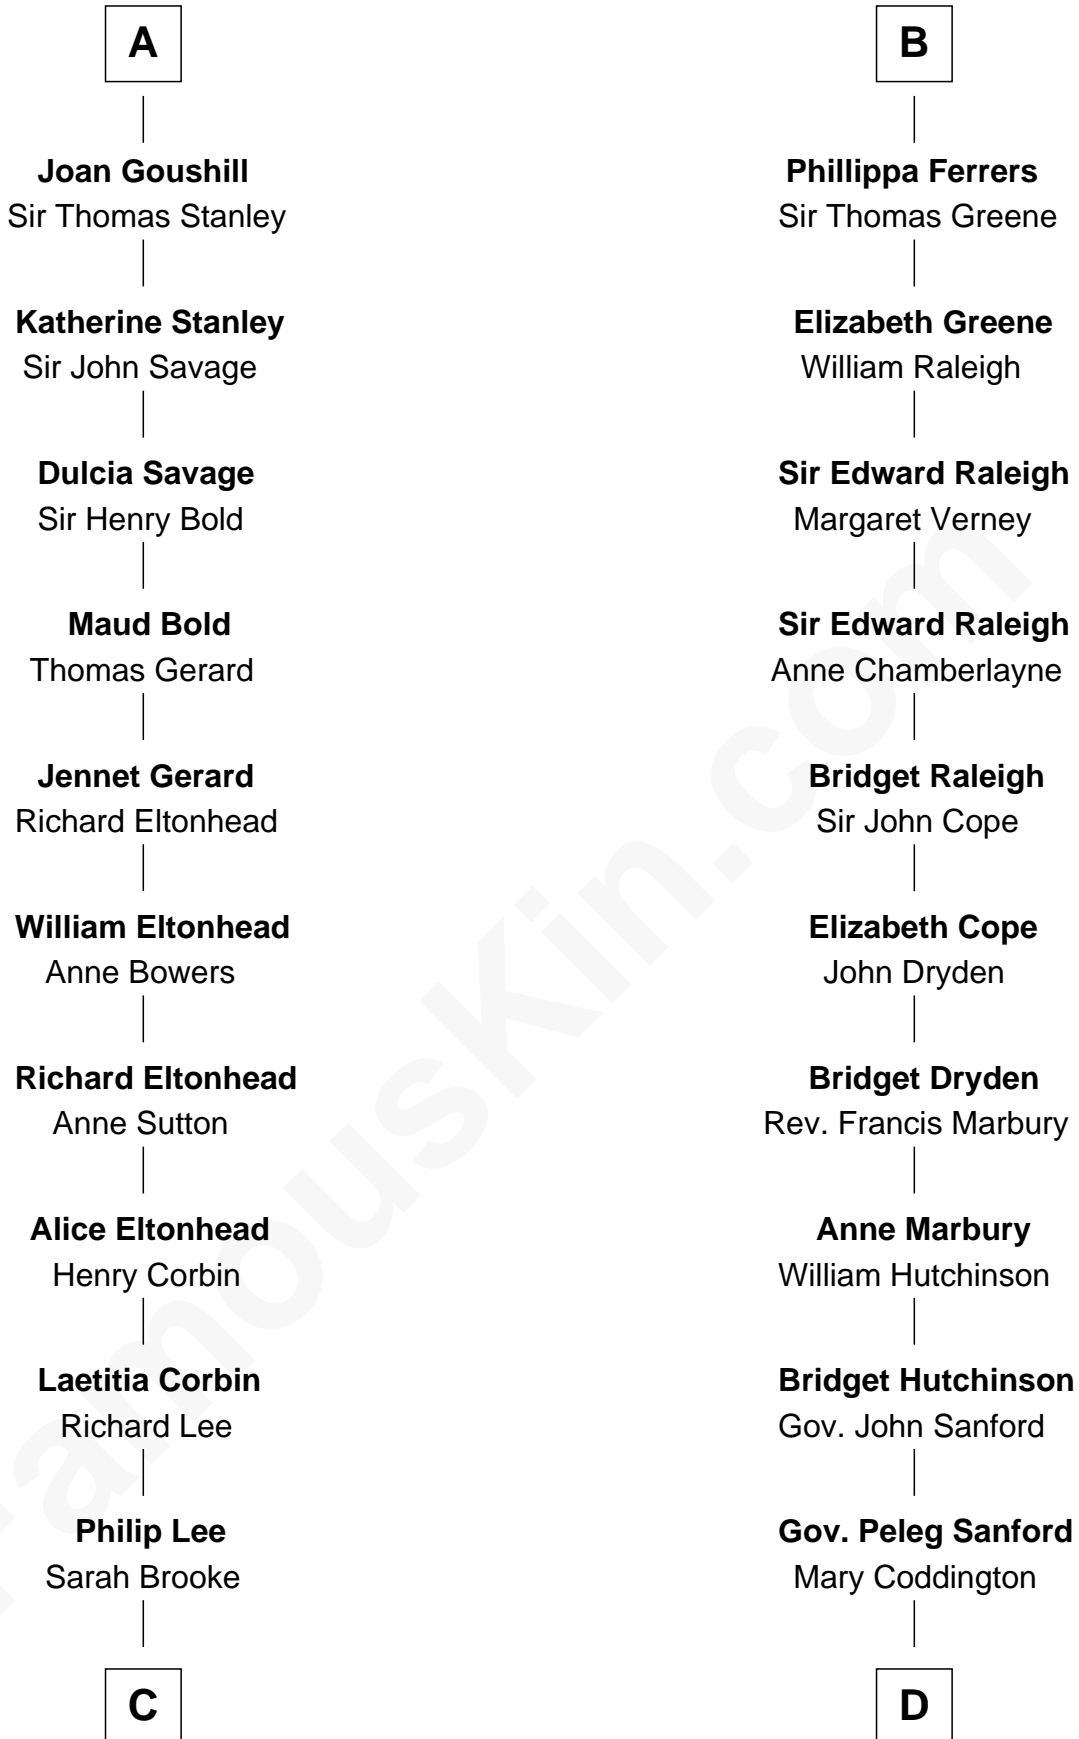 A
Joan Goushill
Sir Thomas Stanley
Katherine Stanley
Sir John Savage
Dulcia Savage
Sir Henry Bold
Maud Bold
Thomas Gerard
Jennet Gerard
Richard Eltonhead
William Eltonhead
Anne Bowers
Richard Eltonhead
Anne Sutton
Alice Eltonhead
Henry Corbin
Laetitia Corbin
Richard Lee
Philip Lee
Sarah Brooke
C
B
Phillippa Ferrers
Sir Thomas Greene
Elizabeth Greene
William Raleigh
Sir Edward Raleigh
Margaret Verney
Sir Edward Raleigh
Anne Chamberlayne
Bridget Raleigh
Sir John Cope
Elizabeth Cope
John Dryden
Bridget Dryden
Rev. Francis Marbury
Anne Marbury
William Hutchinson
Bridget Hutchinson
Gov. John Sanford
Gov. Peleg Sanford
Mary Coddington
D
FamousKin.com